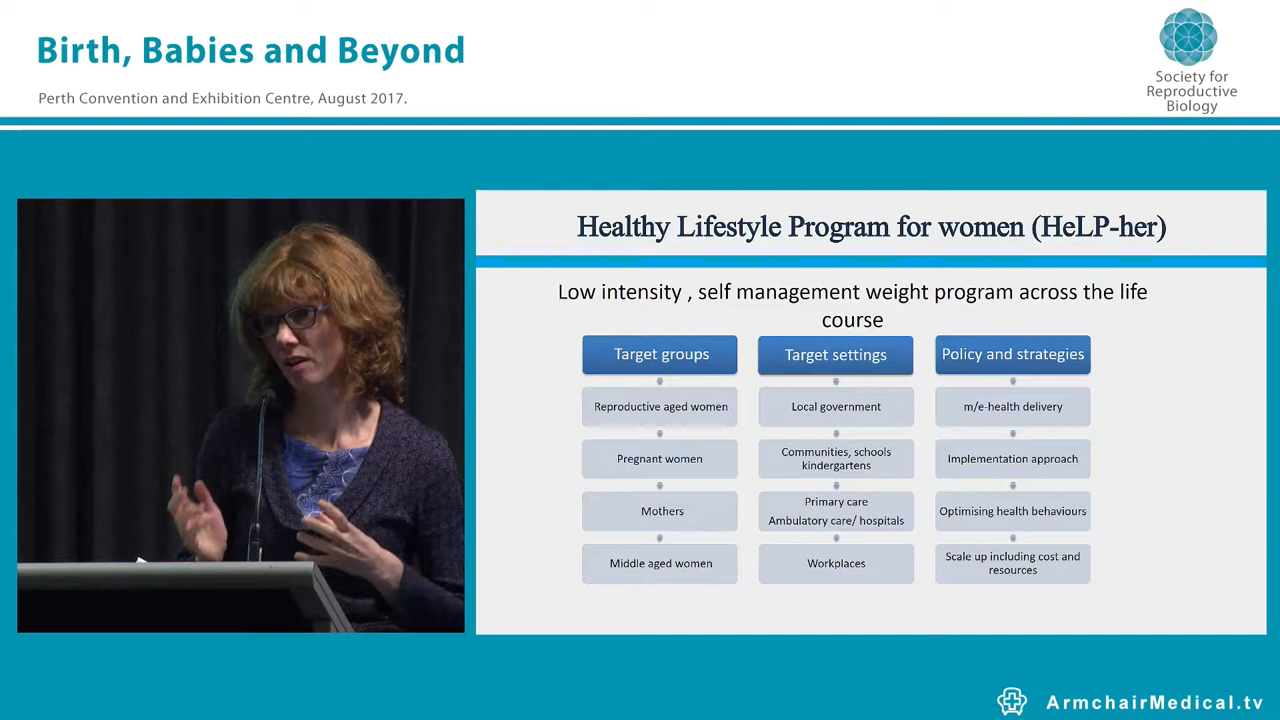 Birth, Babies and Beyond
Perth Convention and Exhibition Centre, August 2017.
Society for
Reproductive
Biology
Healthy Lifestyle Program for women (HeLP-her)
Low intensity , self management weight program across the life
course
Target groups
Reproductive aged women
Pregnant women
Mothers
Middle aged women
Target settings
Local government
Communities, schools
kindergartens
Primary care
Ambulatory care/ hospitals
Workplaces
Policy and strategies
m/e-health delivery
Implementation approach
Optimising health behaviours
Scale up including cost and
resources
ArmchairMedical.tv